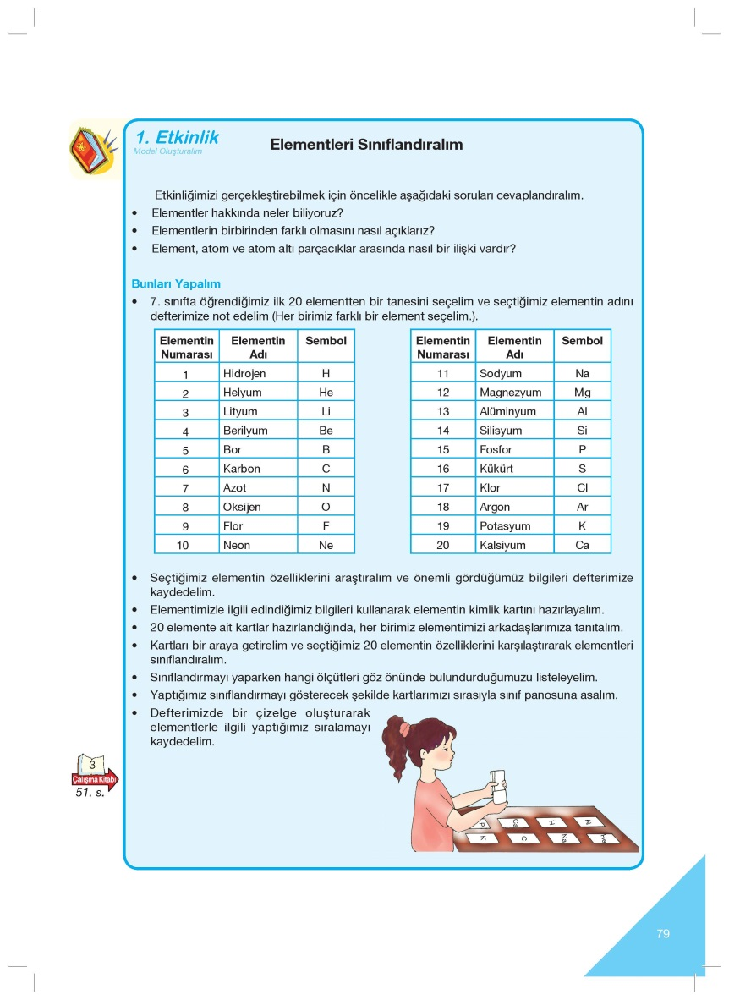 1. Etkinlik
Model Oluşturalım
Elementleri Sınıflandıralım
Etkinliğimizi gerçekleştirebilmek için öncelikle aşağıdaki soruları cevaplandıralım.
• Elementler hakkında neler biliyoruz?
• Elementlerin birbirinden farklı olmasını nasıl açıklarız?
• Element, atom ve atom altı parçacıklar arasında nasıl bir ilişki vardır?
Bunları Yapalım
• 7. sınıfta öğrendiğimiz ilk 20 elementten bir tanesini seçelim ve seçtiğimiz elementin adını
defterimize not edelim (Her birimiz farklı bir element seçelim.).
Elementin Elementin Sembol
Numarası Adı
1 Hidrojen H
2 Helyum He
3 Lityum Li
4 Berilyum Be
5 Bor B
6 Karbon C
7 Azot N
8 Oksijen O
9 Flor F
10 Neon Ne
Elementin Elementin Sembol
Numarası Adı
11 Sodyum Na
12 Magnezyum Mg
13 Alüminyum Al
14 Silisyum Si
15 Fosfor P
16 Kükürt S
17 Klor Cl
18 Argon Ar
19 Potasyum K
20 Kalsiyum Ca
• Seçtiğimiz elementin özelliklerini araştıralım ve önemli gördüğümüz bilgileri defterimize
kaydedelim.
• Elementimizle ilgili edindiğimiz bilgileri kullanarak elementin kimlik kartını hazırlayalım.
• 20 elemente ait kartlar hazırlandığında, her birimiz elementimizi arkadaşlarımıza tanıtalım.
• Kartları bir araya getirelim ve seçtiğimiz 20 elementin özelliklerini karşılaştırarak elementleri
sınıflandıralım.
• Sınıflandırmayı yaparken hangi ölçütleri göz önünde bulundurduğumuzu listeleyelim.
• Yaptığımız sınıflandırmayı gösterecek şekilde kartlarımızı sırasıyla sınıf panosuna asalım.
• Defterimizde bir çizelge oluşturarak
elementlerle ilgili yaptığımız sıralamayı
kaydedelim.
3
Çalışma Kitabı
51. s.
P Ca H Al
K C Na He
79